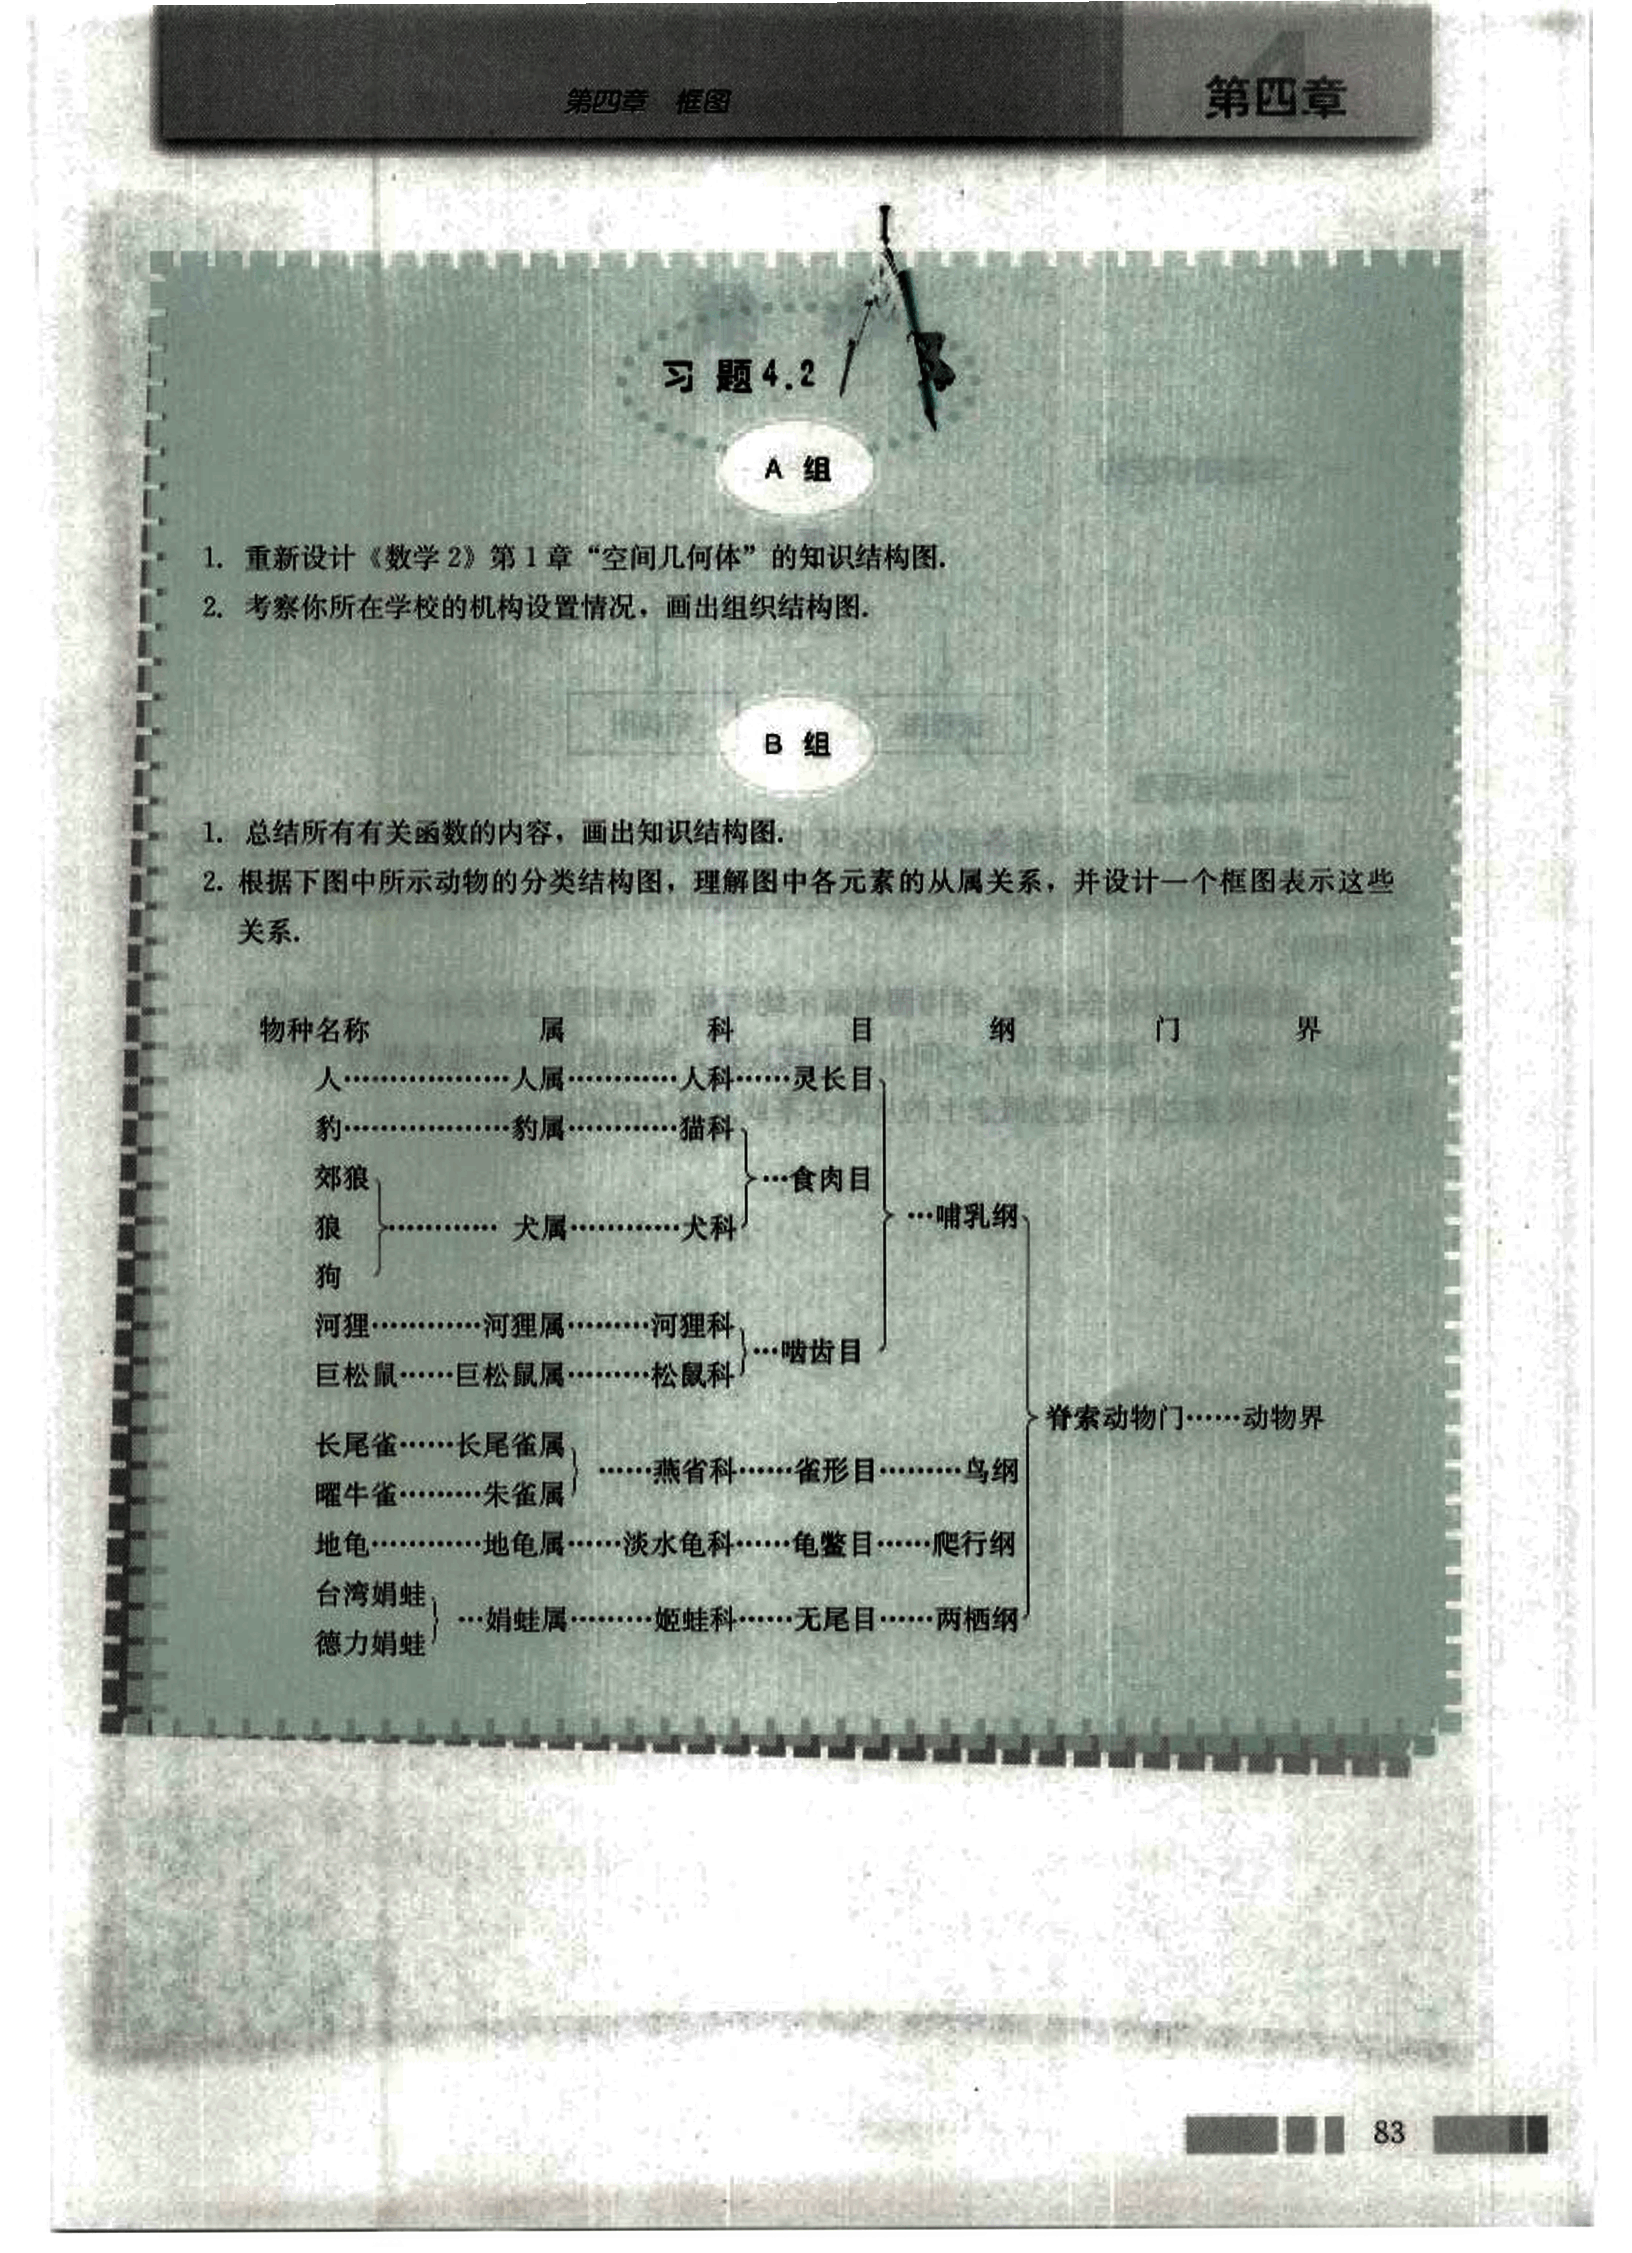 第四章 框图
第四章
习题4.2
A 组
1. 重新设计《数学2》第1章“空间几何体”的知识结构图.
2. 考察你所在学校的机构设置情况，画出组织结构图.
B 组
1. 总结所有有关函数的内容，画出知识结构图.
2. 根据下图中所示动物的分类结构图，理解图中各元素的从属关系，并设计一个框图表示这些
关系.
物种名称 属 科 目 纲 门 界
人………………人属…………人科……灵长目
豹………………豹属…………猫科
郊狼
…食肉目
狼………… 犬属…………犬科
…哺乳纲
狗
河狸…………河狸属………河狸科
…啮齿目
巨松鼠……巨松鼠属………松鼠科
脊索动物门……动物界
长尾雀……长尾雀属
……燕雀科……雀形目………鸟纲
曜牛雀………朱雀属
地龟…………地龟属……淡水龟科……龟鳖目……爬行纲
台湾娟蛙
…娟蛙属………姬蛙科……无尾目……两栖纲
德力娟蛙
83